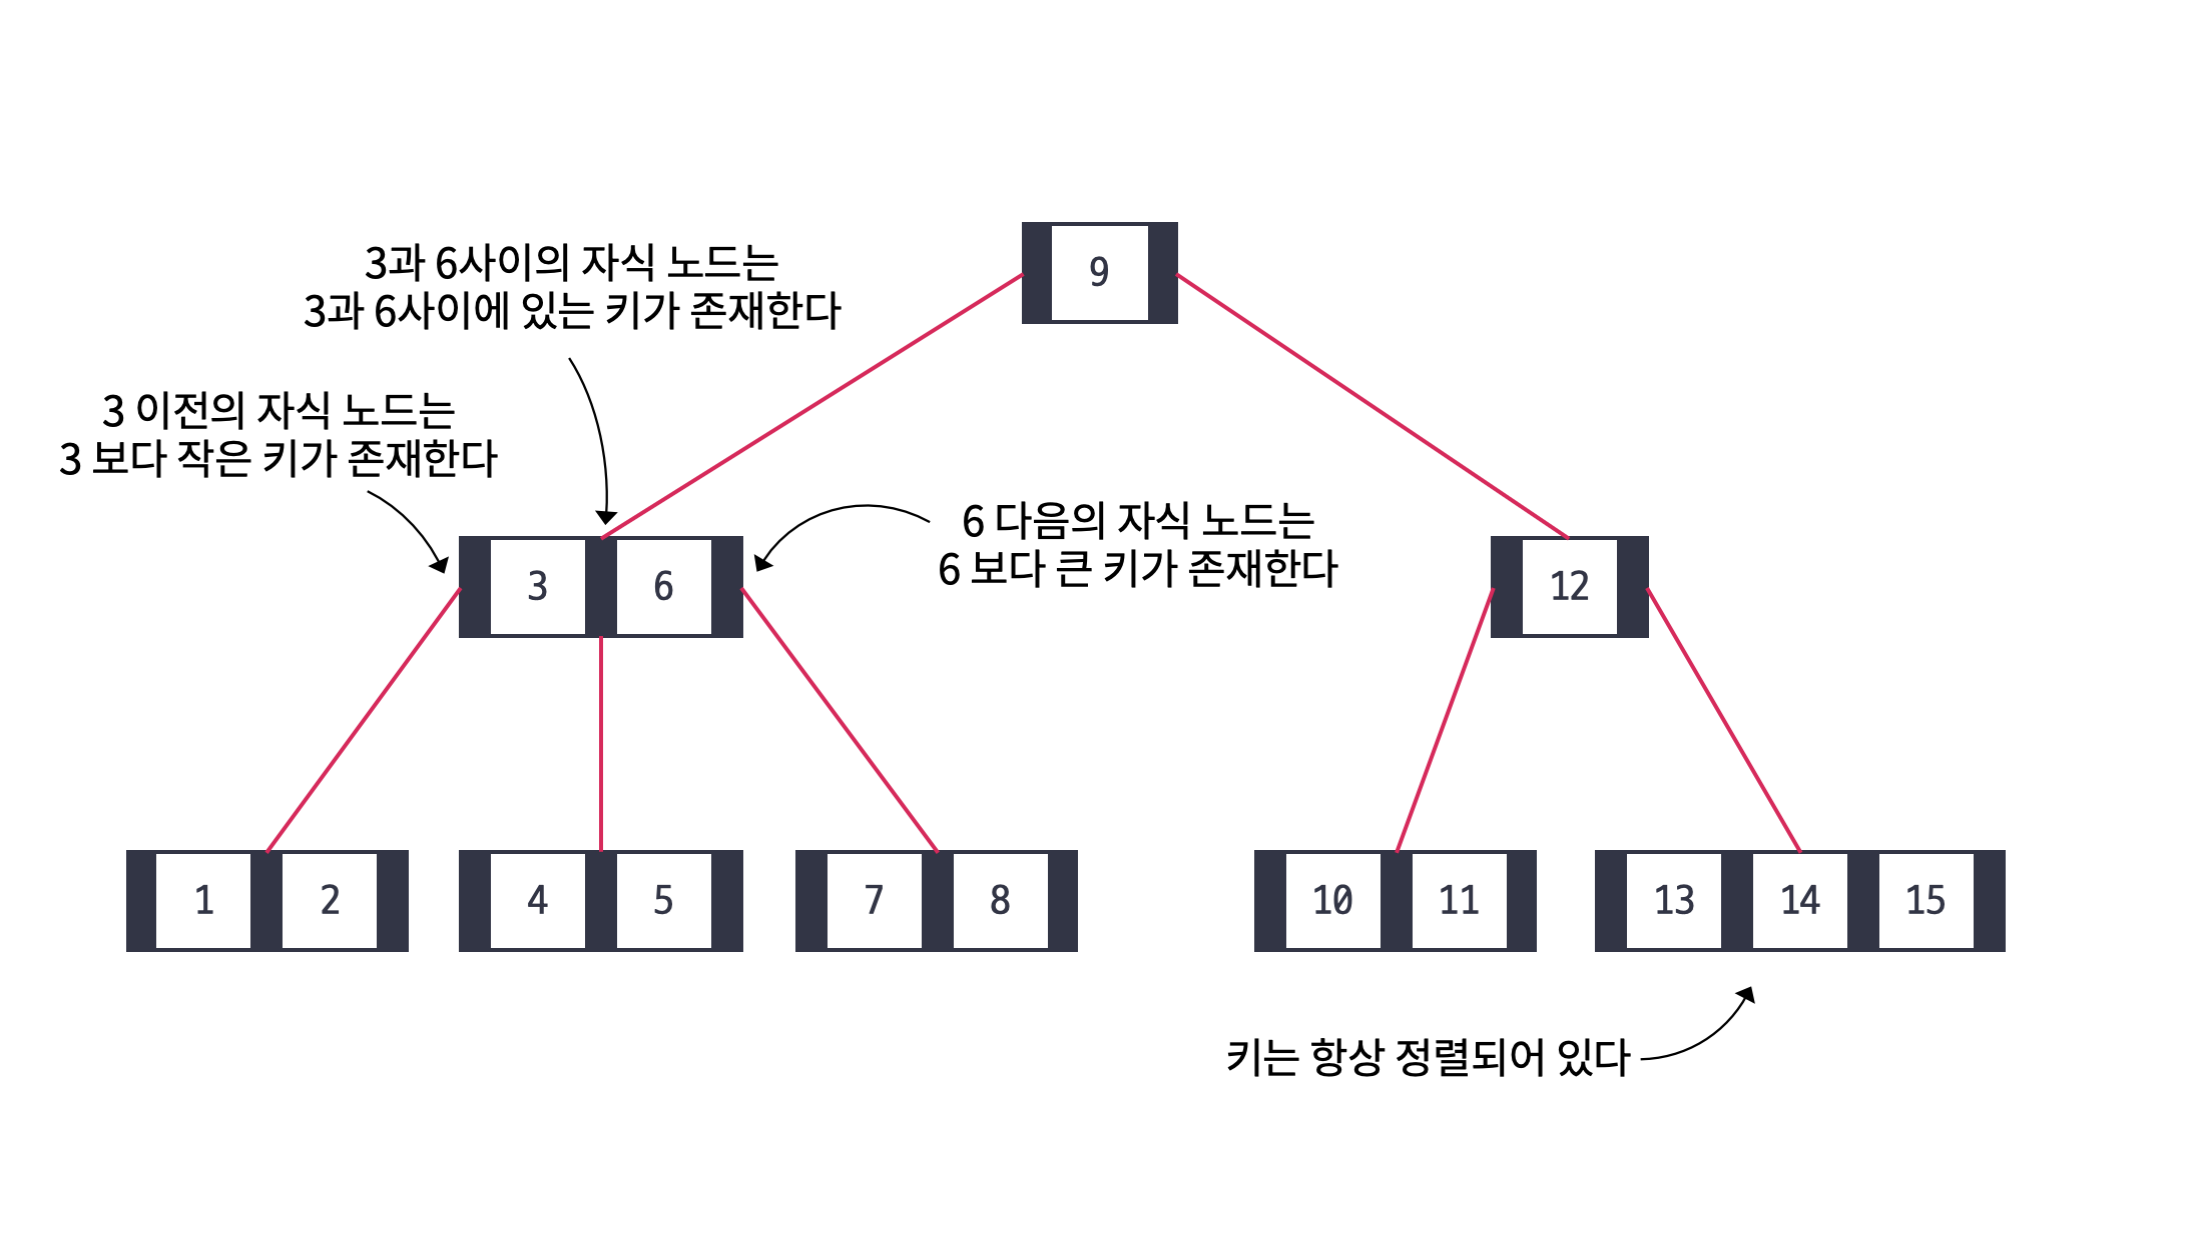 3과 6사이의 자식 노드는
3과 6사이에 있는 키가 존재한다
3 이전의 자식 노드는
3 보다 작은 키가 존재한다
6 다음의 자식 노드는
6 보다 큰 키가 존재한다
9
3 6
12
1 2
4 5
7 8
10 11
13 14 15
키는 항상 정렬되어 있다